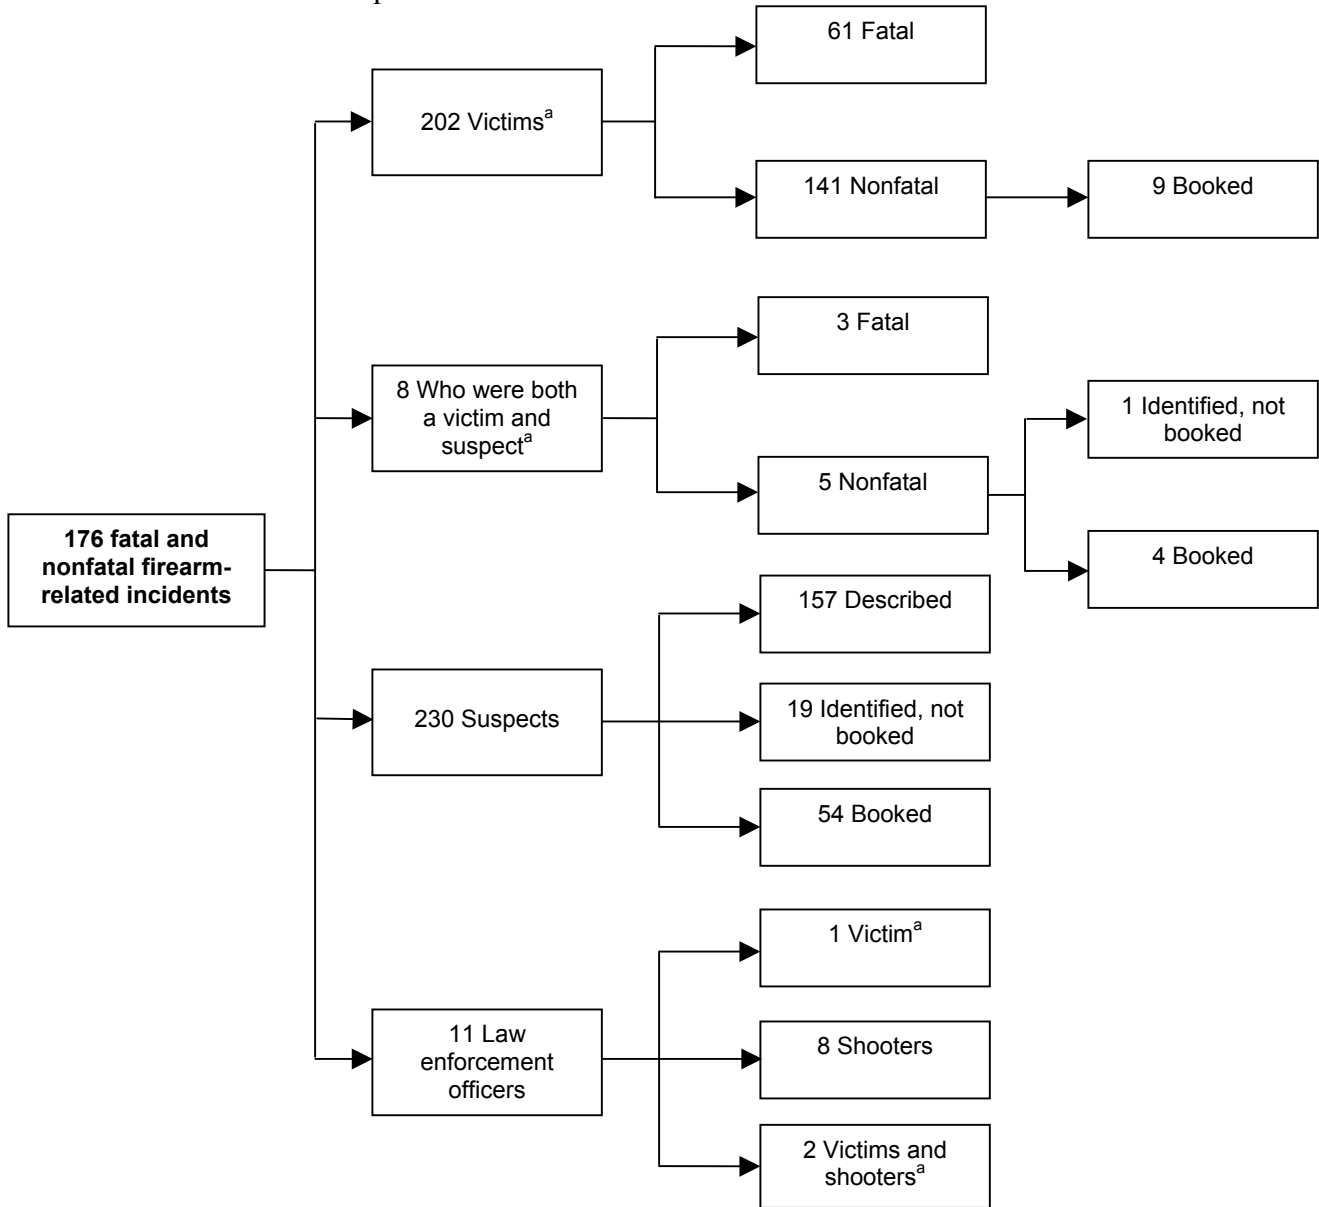 61 Fatal
202 Victimsᵃ
141 Nonfatal
9 Booked
3 Fatal
8 Who were both
a victim and
suspectᵃ
1 Identified, not
booked
5 Nonfatal
4 Booked
176 fatal and
nonfatal firearm-
related incidents
157 Described
230 Suspects
19 Identified, not
booked
54 Booked
1 Victimᵃ
11 Law
enforcement
officers
8 Shooters
2 Victims and
shootersᵃ